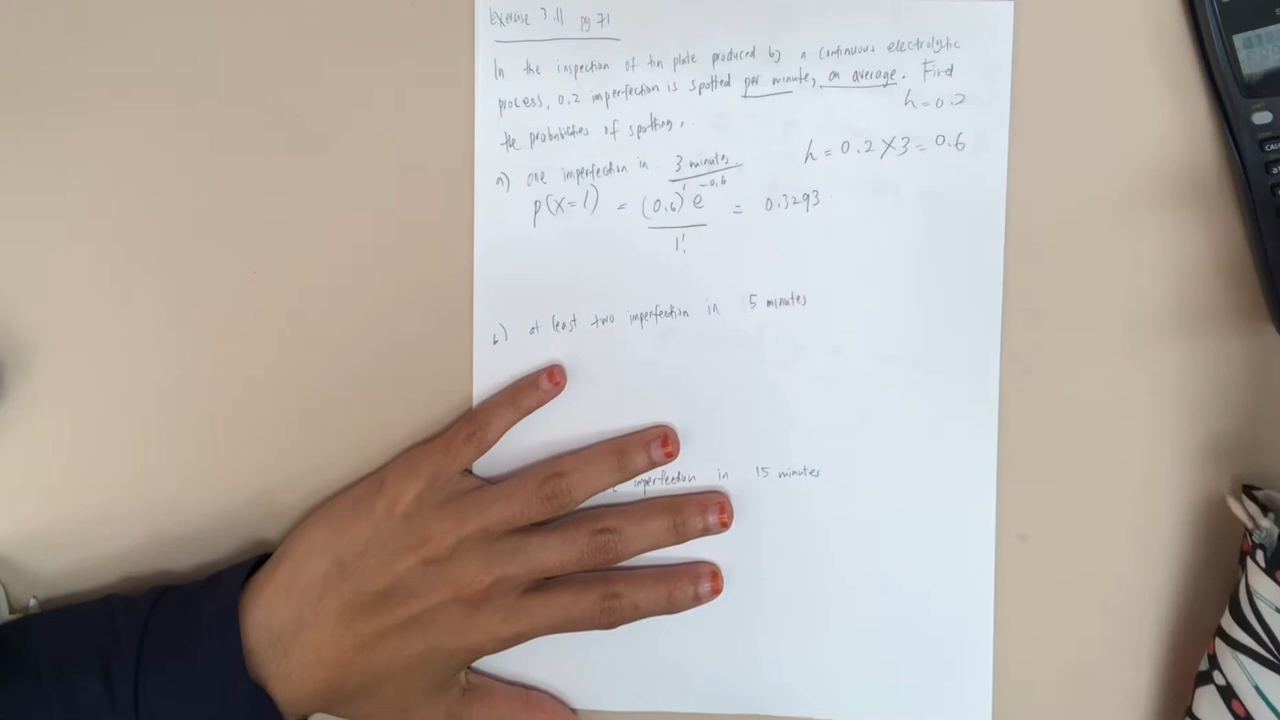 Exercise 3.11 pg 71
In the inspection of tin plate produced by a continuous electrolytic
process, 0.2 imperfection is spotted per minute, on average. Find
λ = 0.2
the probabilities of spotting,
λ = 0.2 × 3 = 0.6
a) one imperfection in 3 minutes.
P(X=1) = (0.6)¹ e^-0.6 / 1! = 0.3293
b) at least two imperfection in 5 minutes
imperfection in 15 minutes